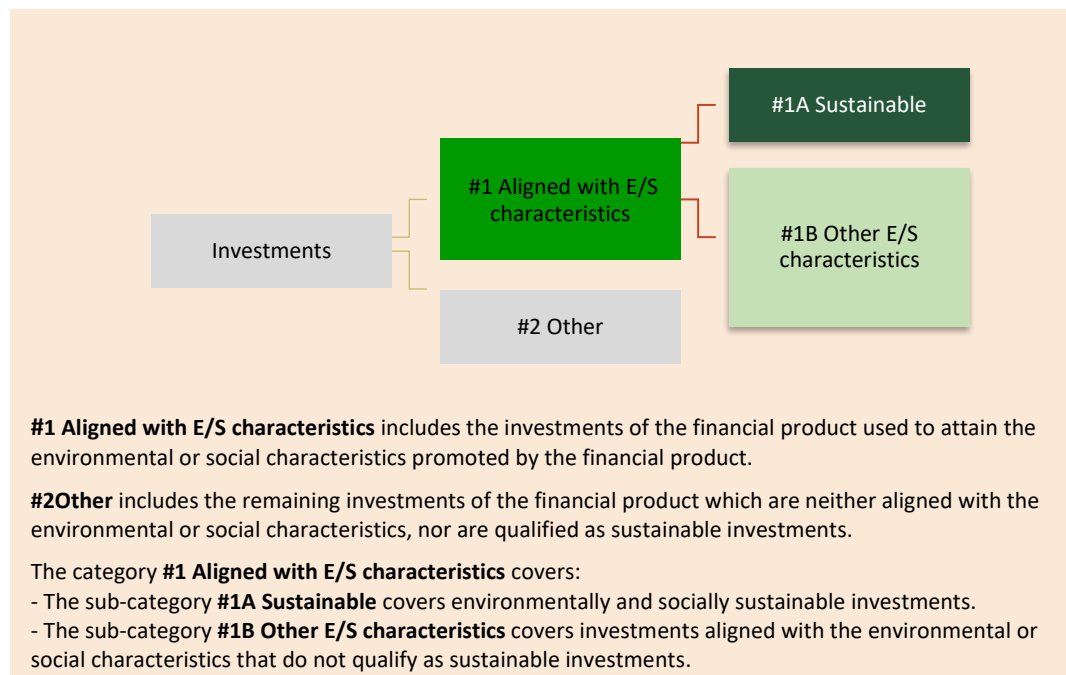 #1A Sustainable
#1 Aligned with E/S
characteristics
#1B Other E/S
characteristics
Investments
#2 Other
#1 Aligned with E/S characteristics includes the investments of the financial product used to attain the
environmental or social characteristics promoted by the financial product.
#2Other includes the remaining investments of the financial product which are neither aligned with the
environmental or social characteristics, nor are qualified as sustainable investments.
The category #1 Aligned with E/S characteristics covers:
- The sub-category #1A Sustainable covers environmentally and socially sustainable investments.
- The sub-category #1B Other E/S characteristics covers investments aligned with the environmental or
social characteristics that do not qualify as sustainable investments.